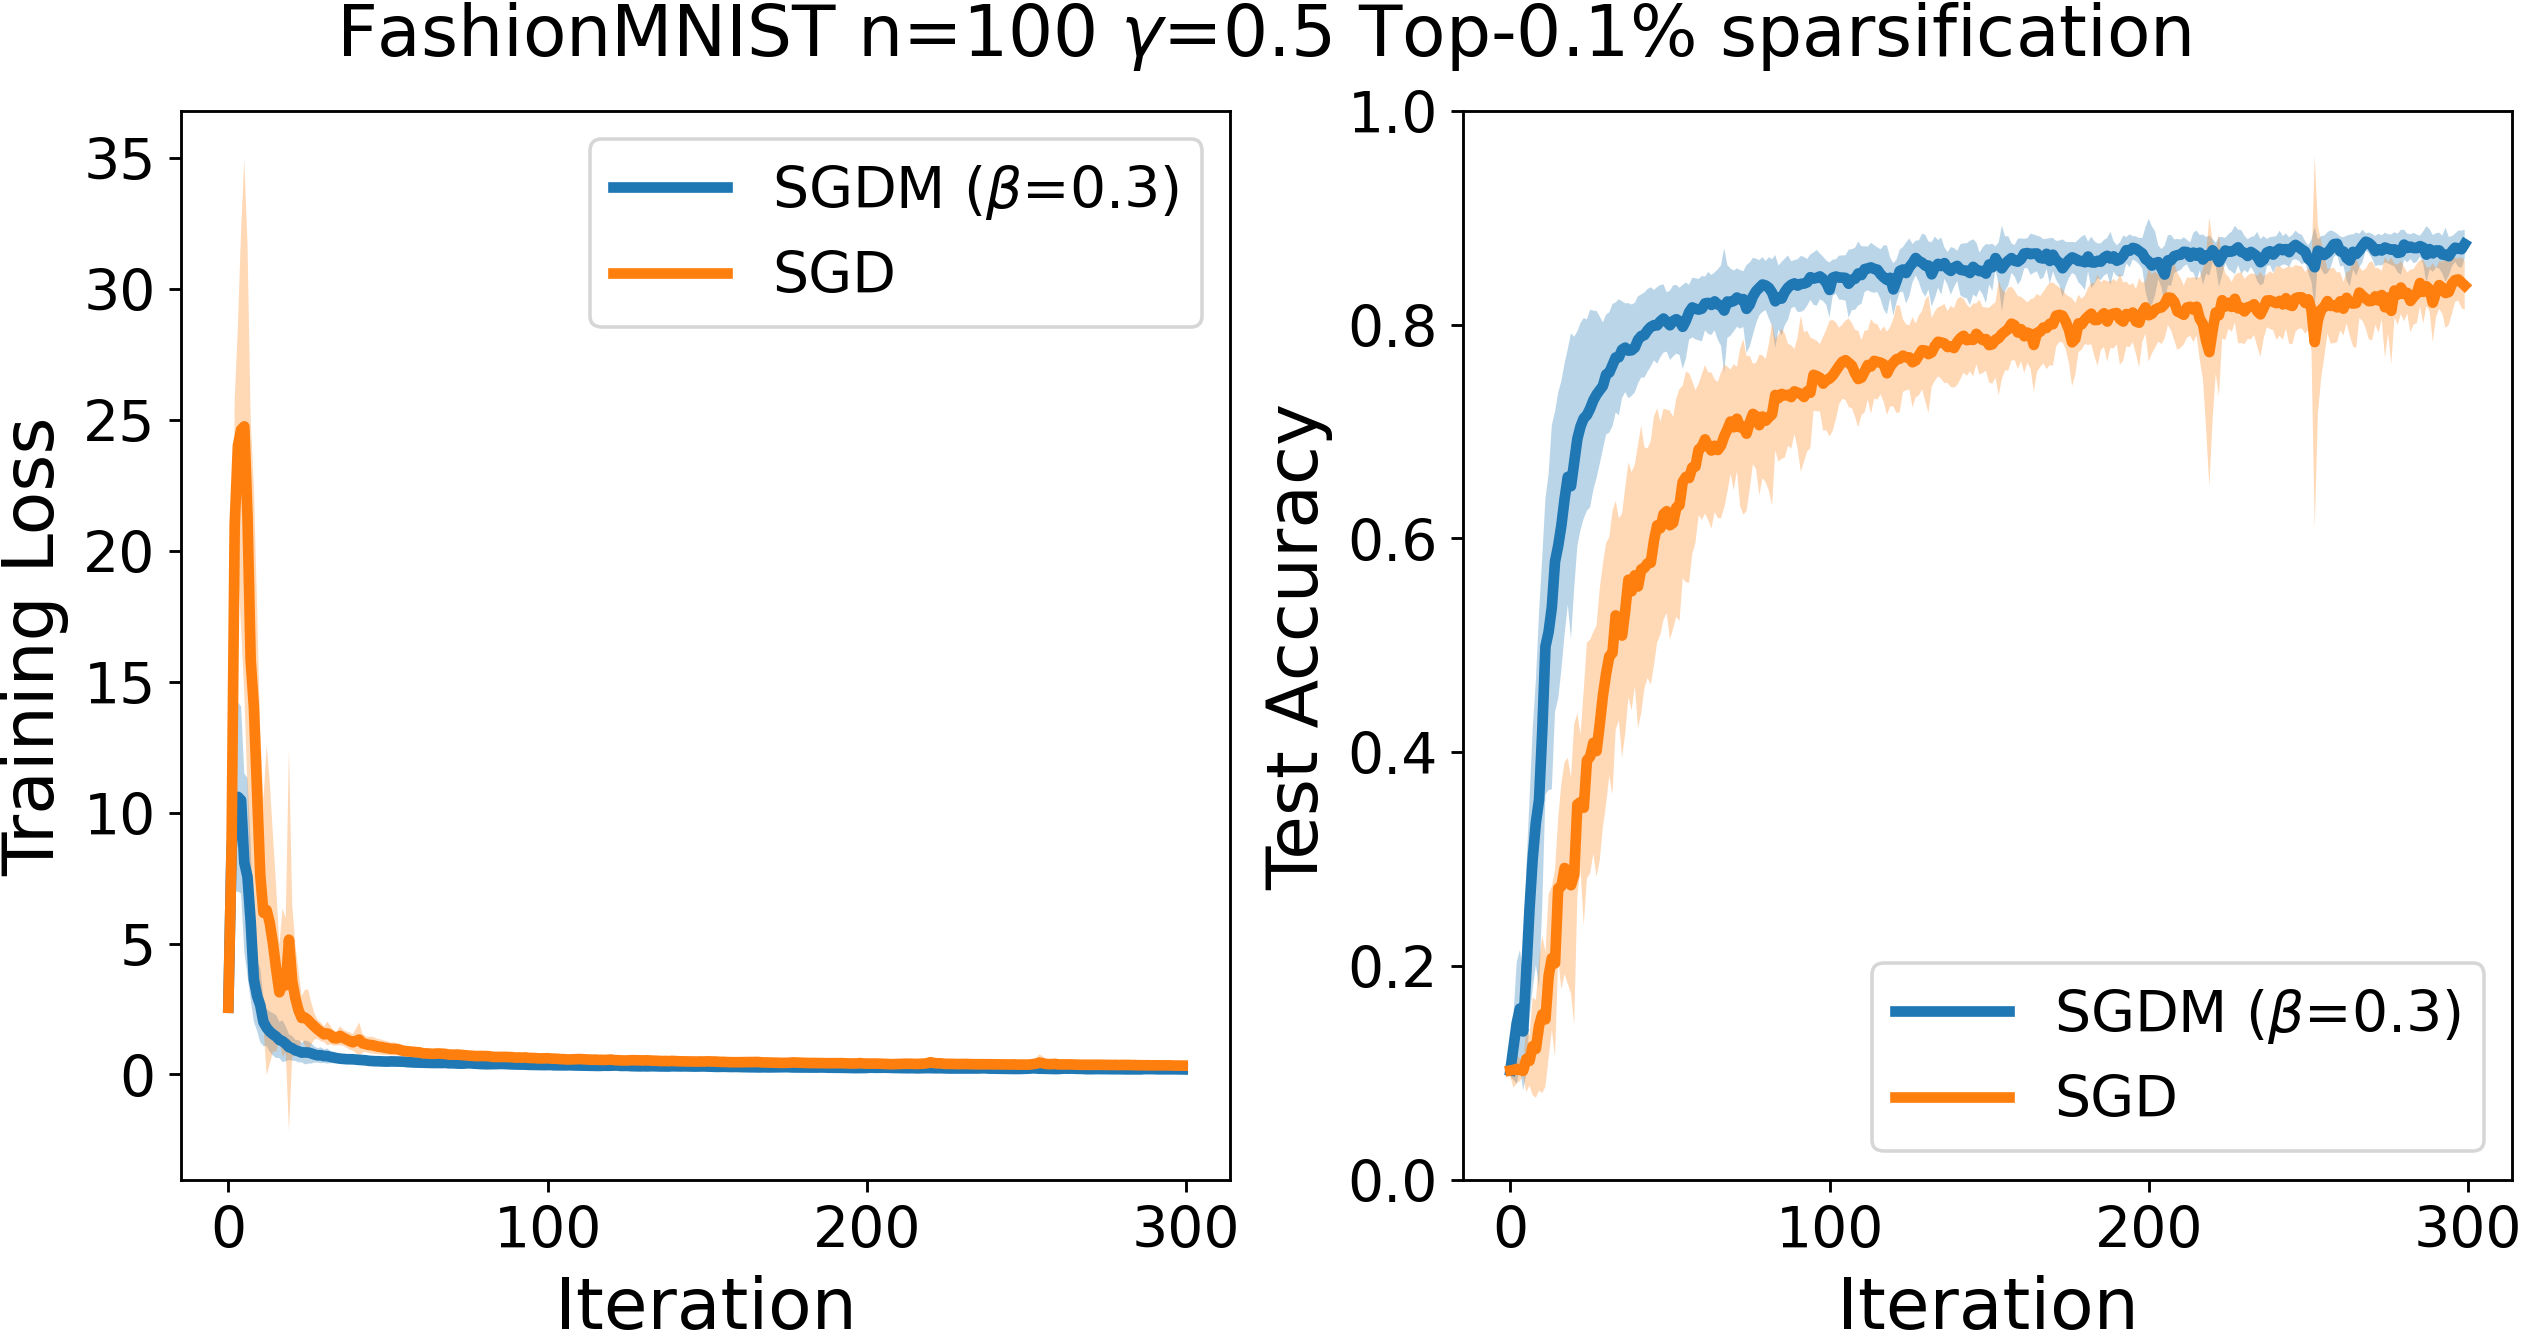 FashionMNIST n=100 γ=0.5 Top-0.1% sparsification
Training Loss
35
30
25
20
15
10
5
0
0 100 200 300
Iteration
SGDM (β=0.3)
SGD
Test Accuracy
1.0
0.8
0.6
0.4
0.2
0.0
0 100 200 300
Iteration
SGDM (β=0.3)
SGD